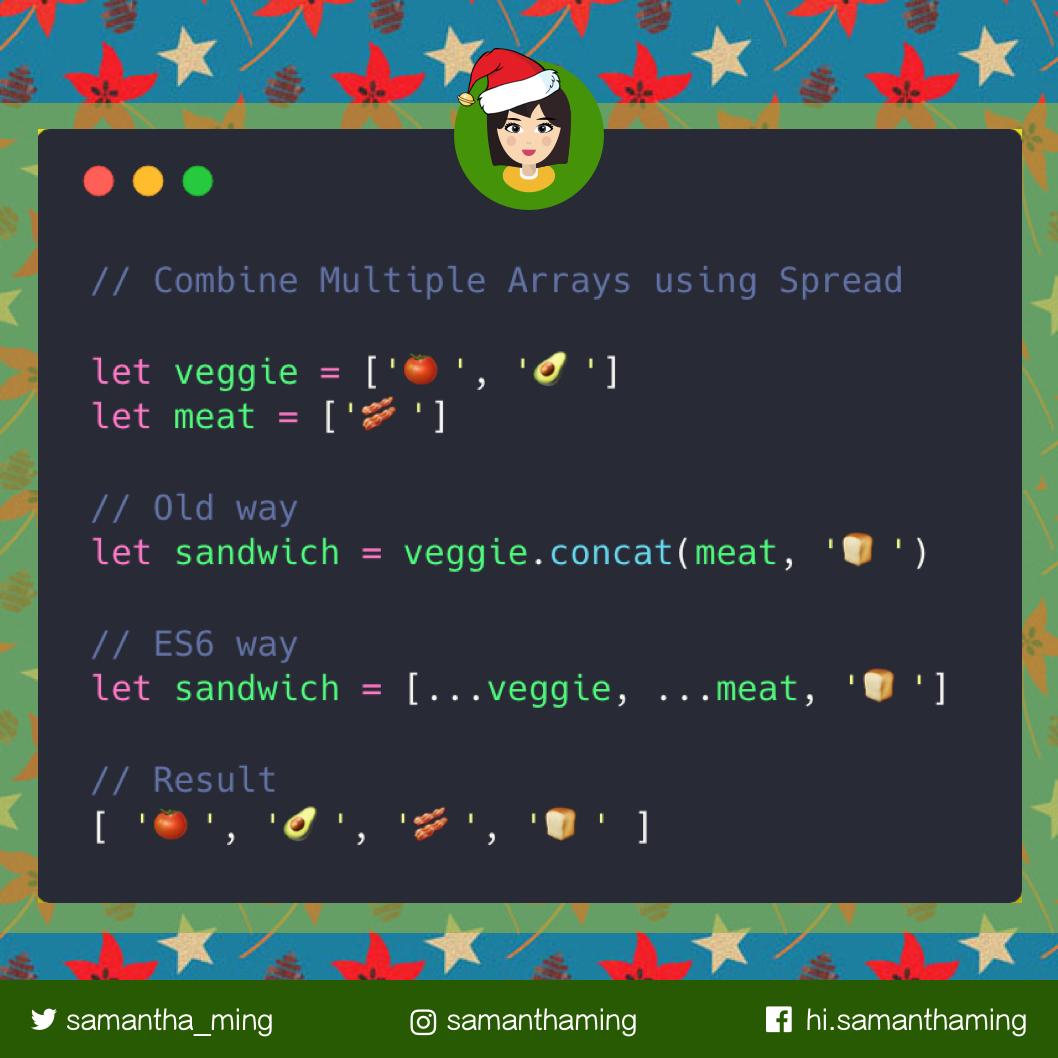 // Combine Multiple Arrays using Spread
let veggie = ['🍅 ', '🥑 ']
let meat = ['🥓 ']
// Old way
let sandwich = veggie.concat(meat, '🍞 ')
// ES6 way
let sandwich = [...veggie, ...meat, '🍞 ']
// Result
[ '🍅 ', '🥑 ', '🥓 ', '🍞 ' ]
samantha_ming samanthaming hi.samanthaming